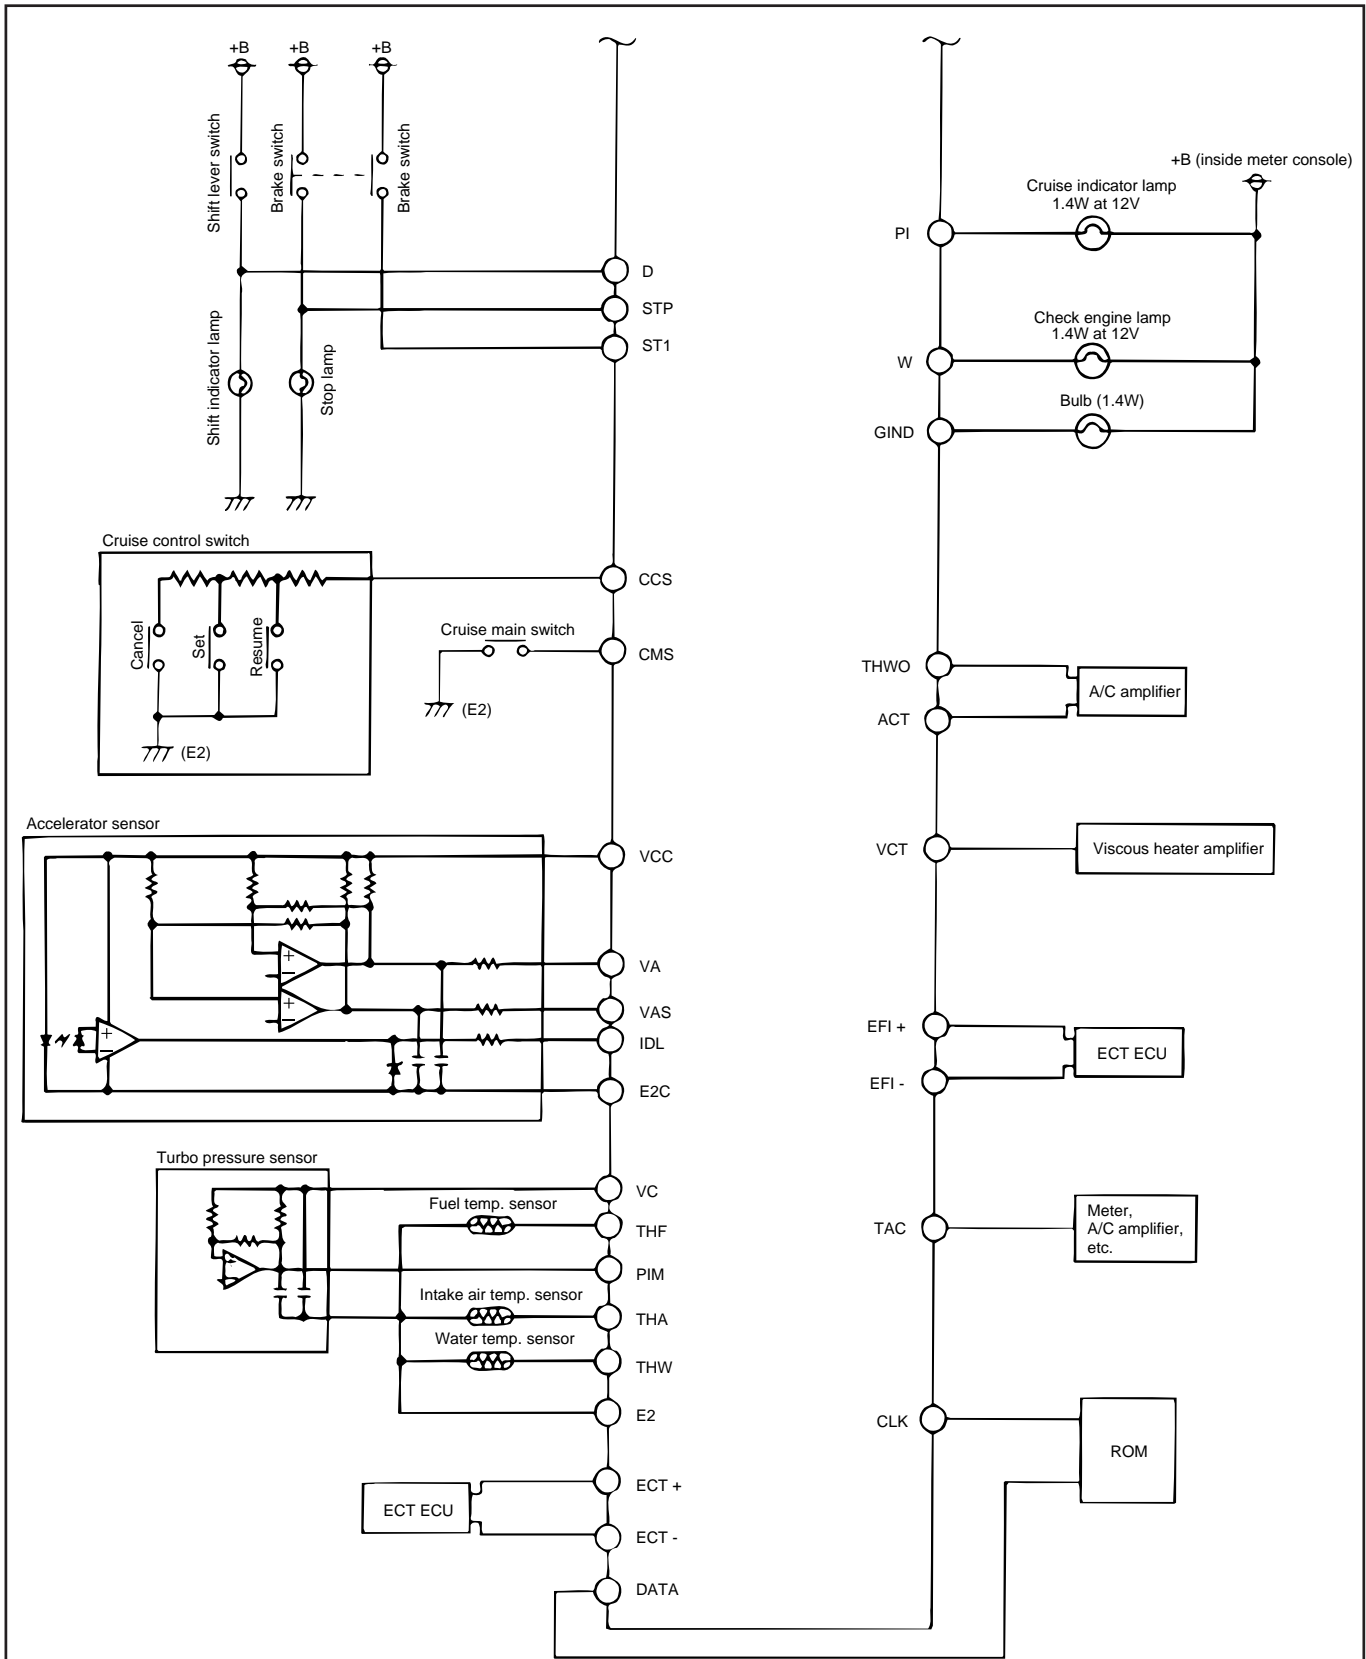 +B
+B
+B
Shift lever switch
Brake switch
Brake switch
D
STP
ST1
Shift indicator lamp
Stop lamp
Cruise control switch
Cancel
Set
Resume
(E2)
CCS
Cruise main switch
CMS
(E2)
Accelerator sensor
VCC
+
−
VA
+
−
VAS
+
−
IDL
E2C
Turbo pressure sensor
VC
Fuel temp. sensor
THF
PIM
Intake air temp. sensor
THA
Water temp. sensor
THW
E2
ECT ECU
ECT +
ECT -
DATA
+B (inside meter console)
Cruise indicator lamp
1.4W at 12V
PI
Check engine lamp
1.4W at 12V
W
Bulb (1.4W)
GIND
THWO
A/C amplifier
ACT
VCT
Viscous heater amplifier
EFI +
ECT ECU
EFI -
TAC
Meter,
A/C amplifier,
etc.
CLK
ROM